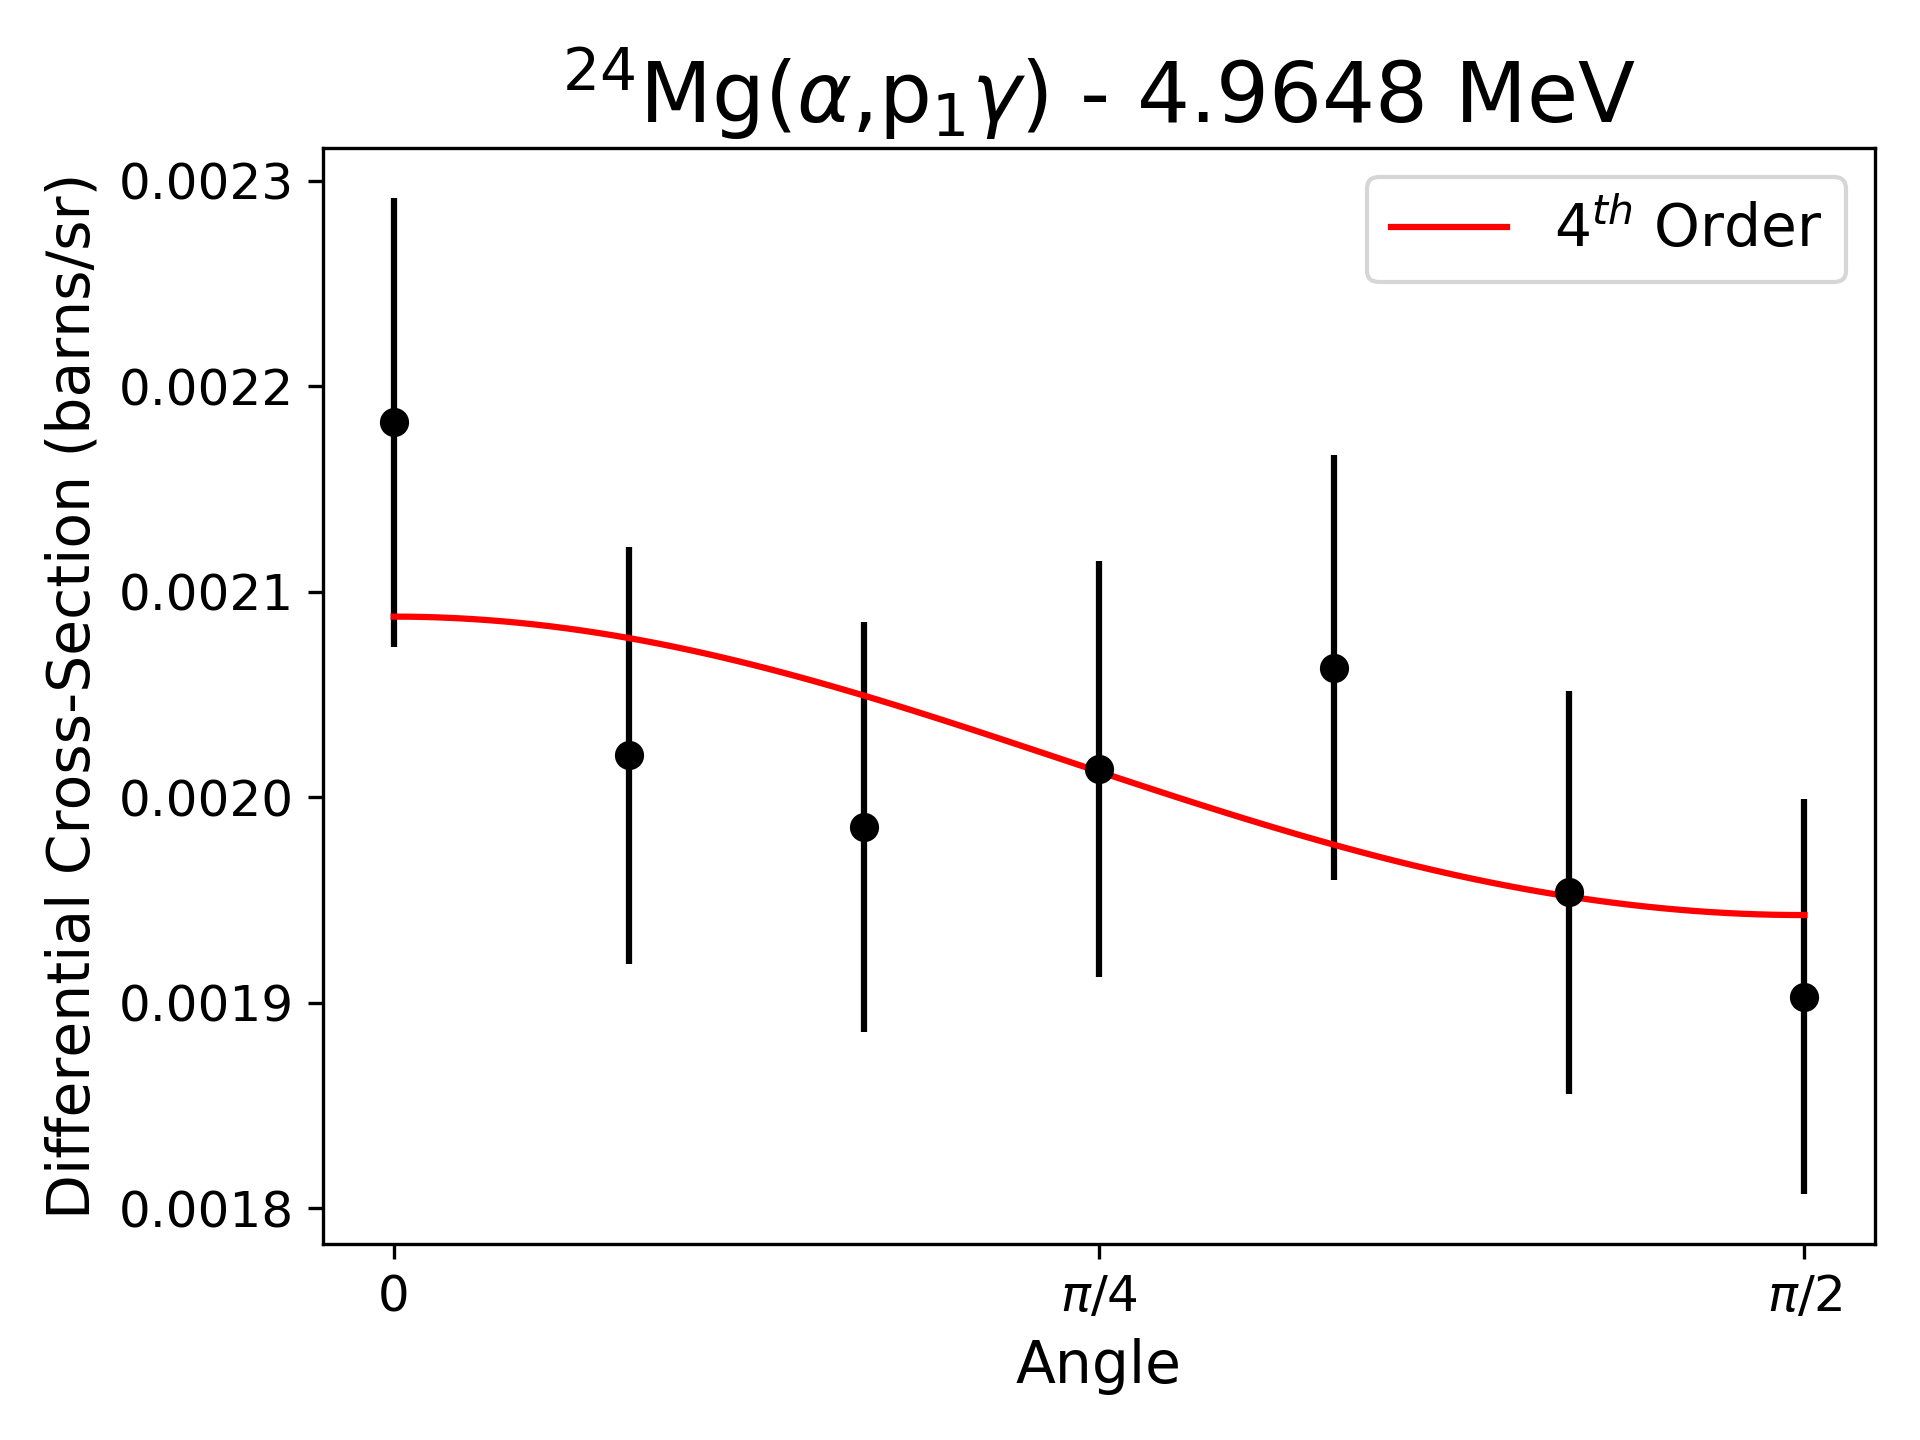 ²⁴Mg(α,p₁γ) - 4.9648 MeV
4ᵗʰ Order
Differential Cross-Section (barns/sr)
0.0023
0.0022
0.0021
0.0020
0.0019
0.0018
0 π/4 π/2
Angle